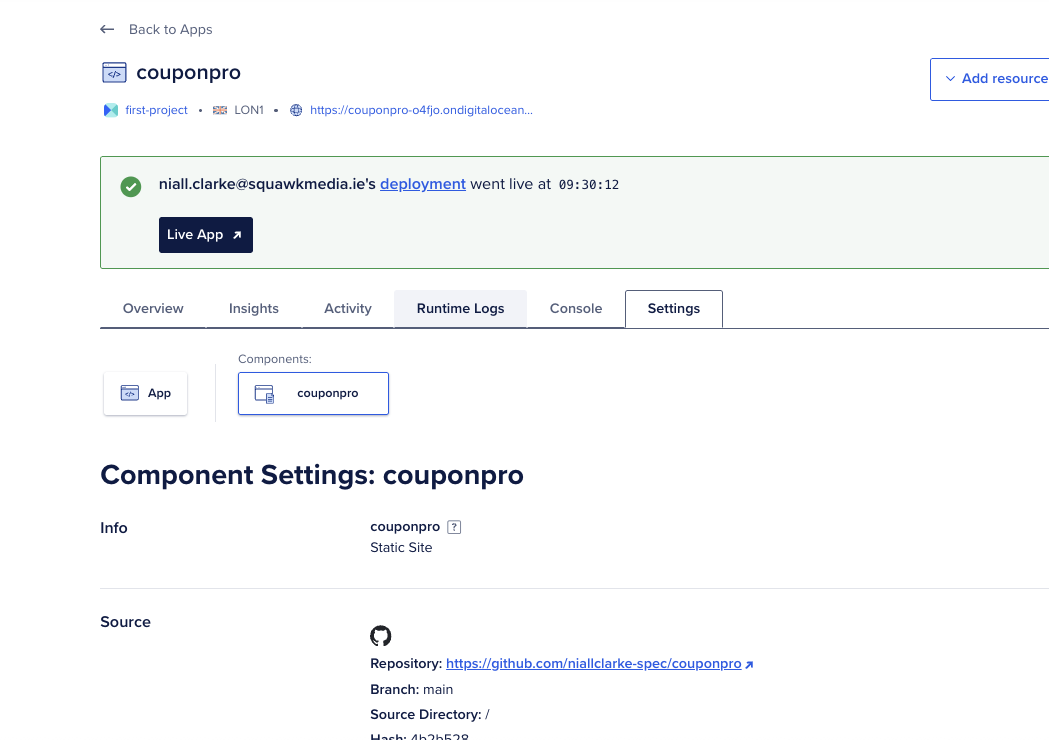 ← Back to Apps
couponpro
Add resource
first-project • LON1 • https://couponpro-o4fjo.ondigitalocean...
niall.clarke@squawkmedia.ie's deployment went live at 09:30:12
Live App
Overview Insights Activity Runtime Logs Console Settings
Components:
App couponpro
Component Settings: couponpro
Info
couponpro ?
Static Site
Source
Repository: https://github.com/niallclarke-spec/couponpro
Branch: main
Source Directory: /
Hash: 4b2b528